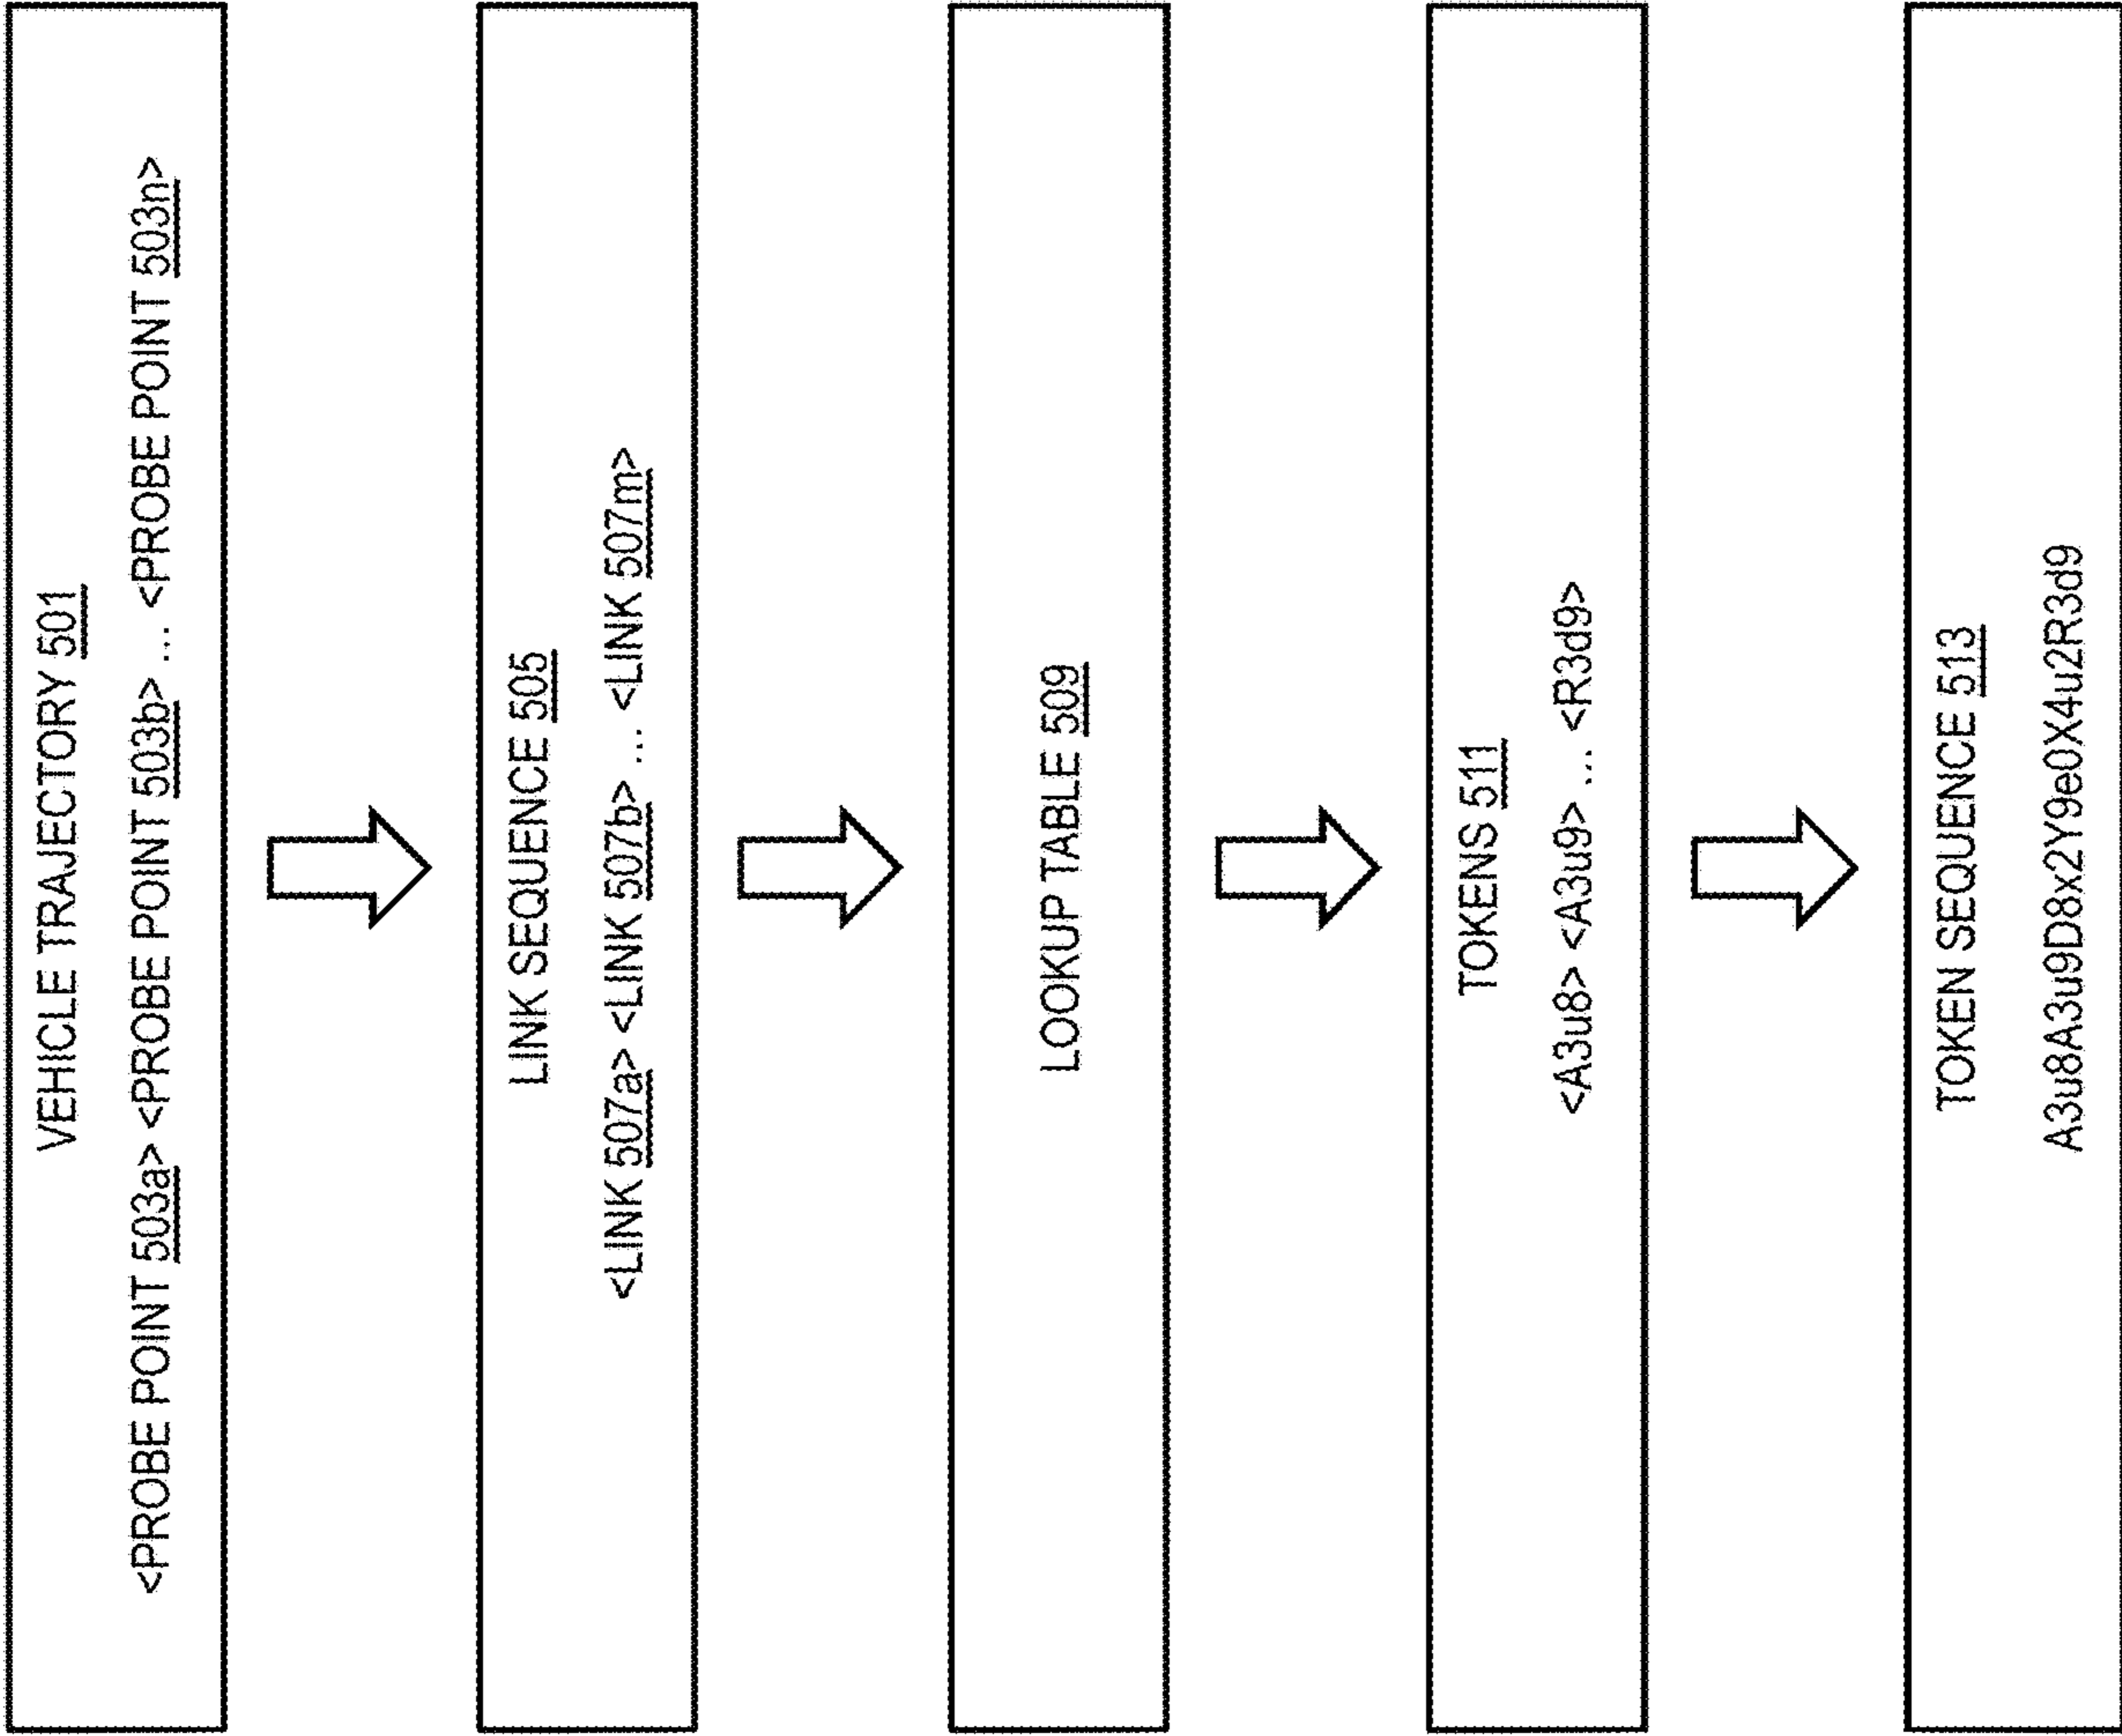 VEHICLE TRAJECTORY 501
<PROBE POINT 503a> <PROBE POINT 503b> ... <PROBE POINT 503n>
LINK SEQUENCE 505
<LINK 507a> <LINK 507b> ... <LINK 507m>
LOOKUP TABLE 509
TOKENS 511
<A3u8> <A3u9> ... <R3d9>
TOKEN SEQUENCE 513
A3u8A3u9D8x2Y9e0X4u2R3d9